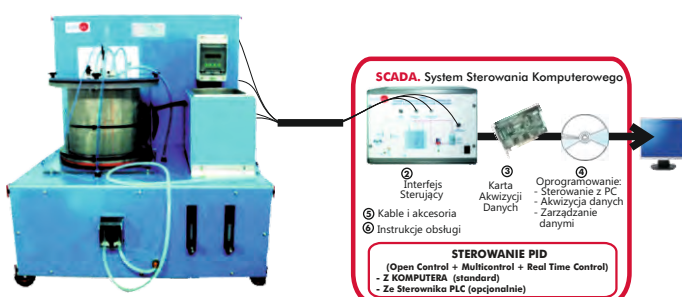 SCADA. System Sterowania Komputerowego
② Interfejs
Sterujący
③ Karta
Akwizycji
Danych
④ Oprogramowanie:
- Sterowanie z PC
- Akwizycja danych
- Zarządzanie
danymi
⑤ Kable i akcesoria
⑥ Instrukcje obsługi
STEROWANIE PID
(Open Control + Multicontrol + Real Time Control)
- Z KOMPUTERA (standard)
- Ze Sterownika PLC (opcjonalnie)